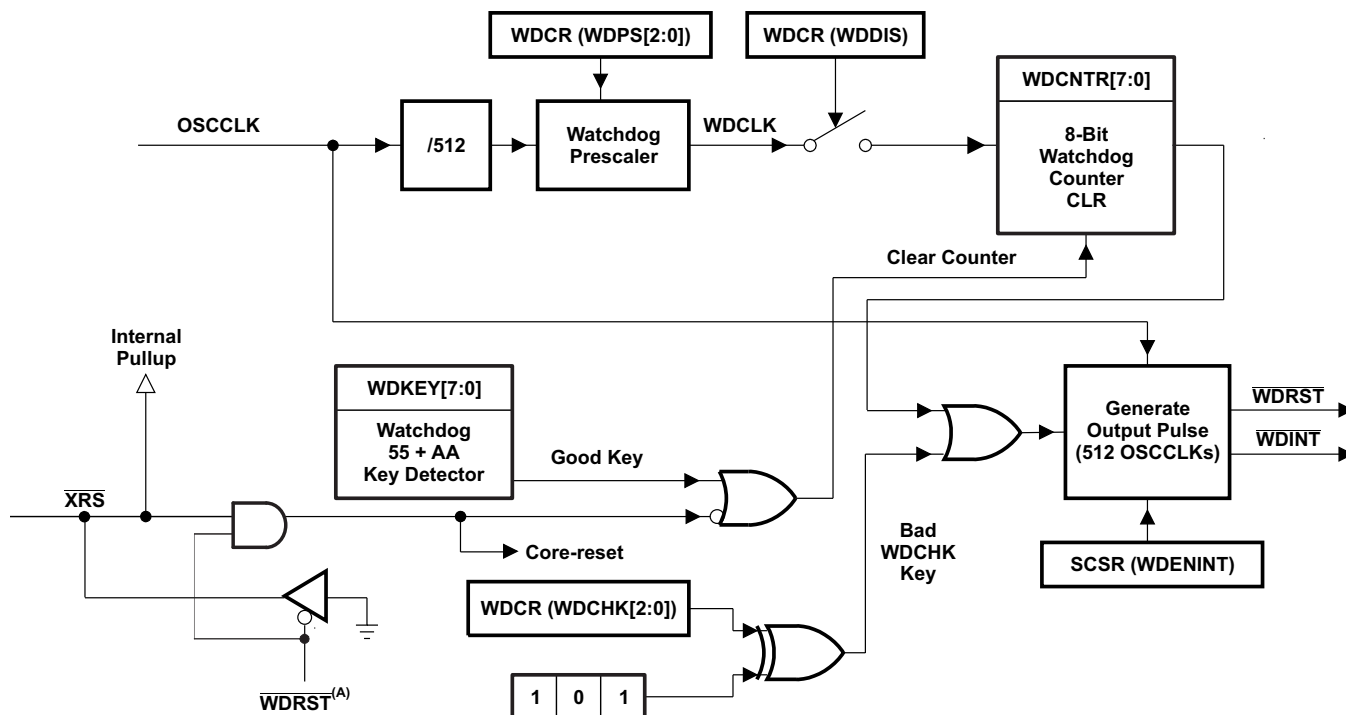 WDCR (WDPS[2:0])
WDCR (WDDIS)
WDCNTR[7:0]
OSCCLK
/512
Watchdog
Prescaler
WDCLK
8-Bit
Watchdog
Counter
CLR
Clear Counter
Internal
Pullup
WDKEY[7:0]
Watchdog
55 + AA
Key Detector
Good Key
Generate
Output Pulse
(512 OSCCLKs)
WDRST
WDINT
XRS
Core-reset
Bad
WDCHK
Key
SCSR (WDENINT)
WDCR (WDCHK[2:0])
WDRST(A)
1 0 1